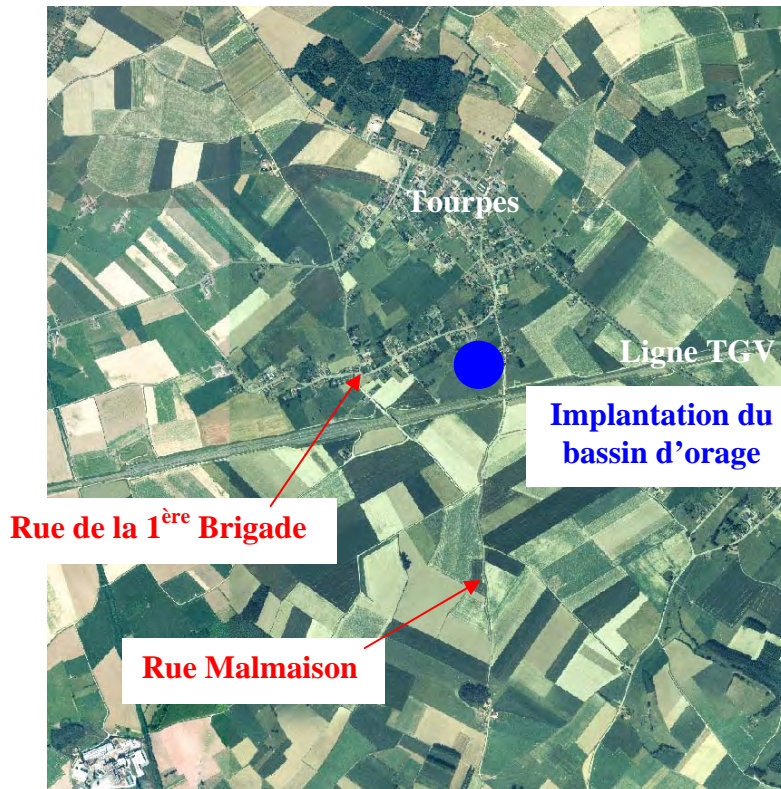 Tourpes
Ligne TGV
Implantation du
bassin d'orage
Rue de la 1ère Brigade
Rue Malmaison